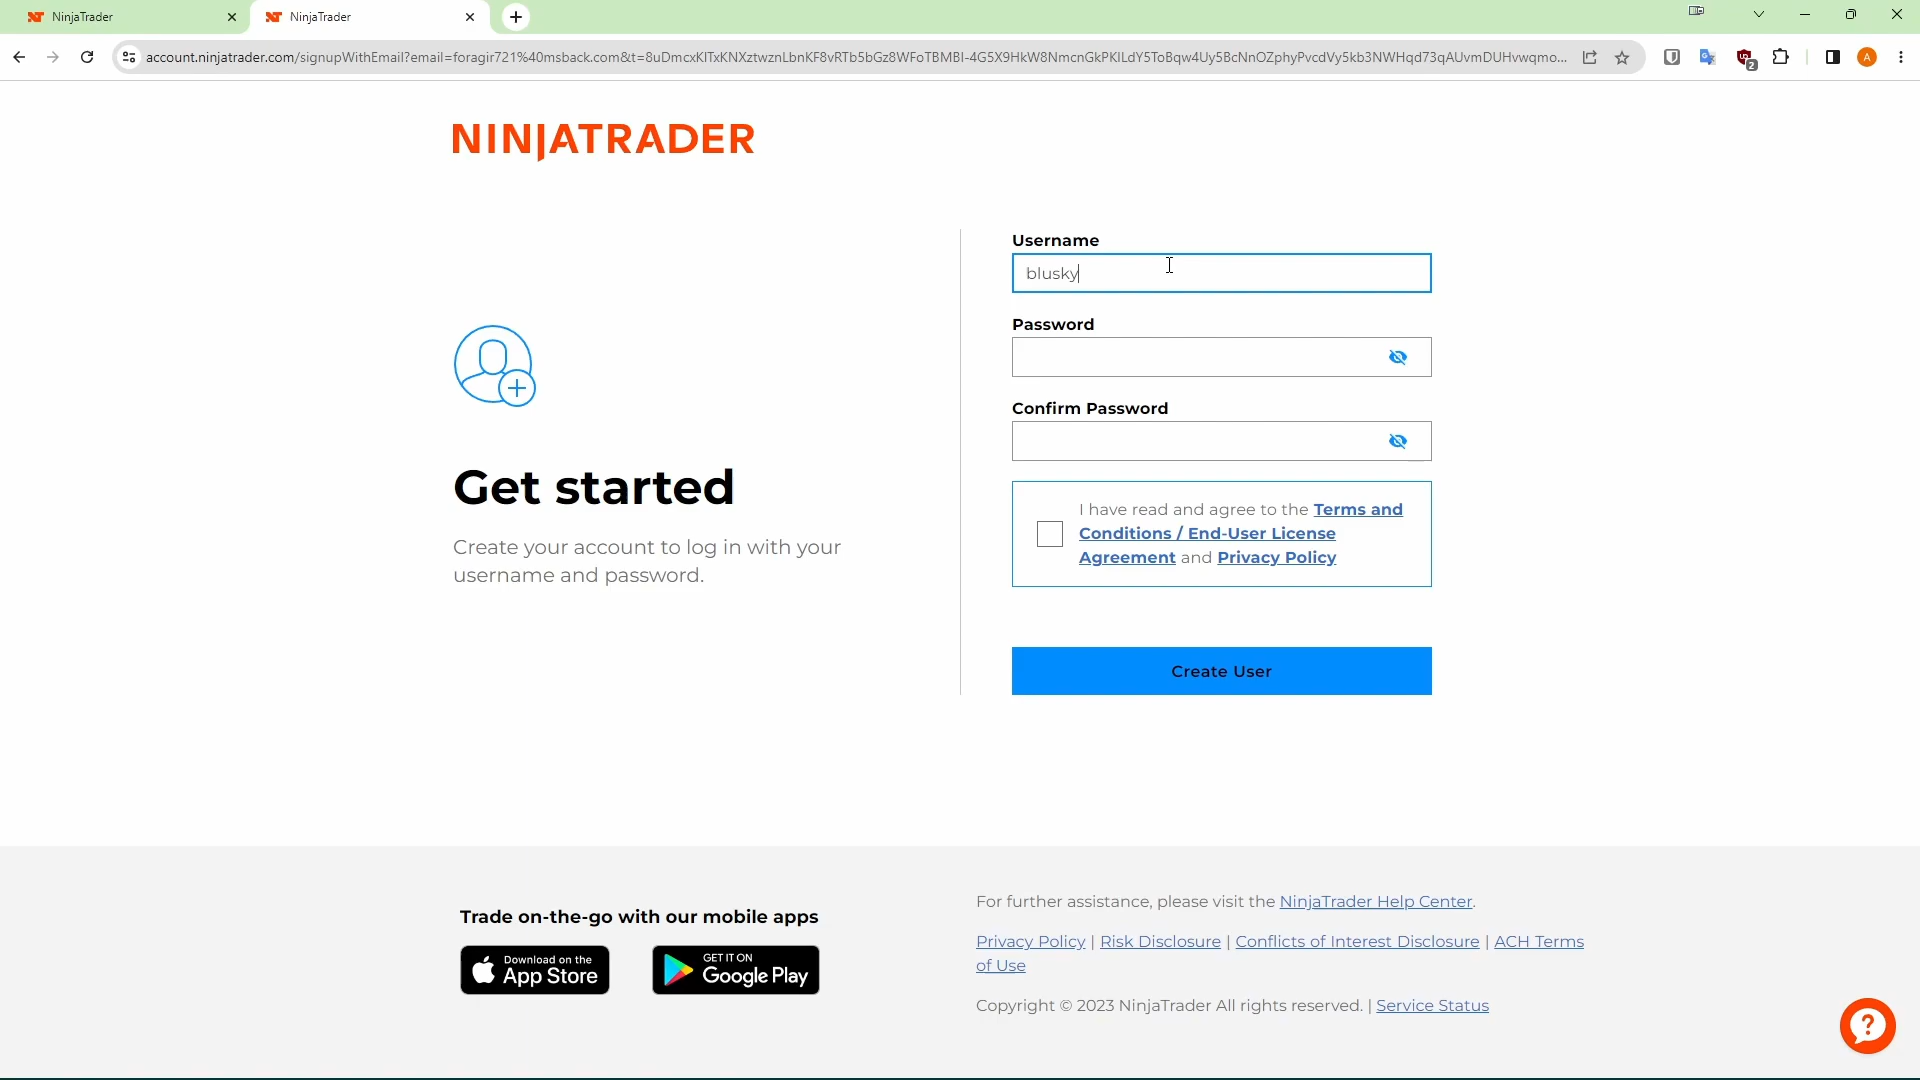 NinjaTrader
NinjaTrader
account.ninjatrader.com/signupWithEmail?email=foragir721%40msback.com&t=8uDmcxKlTxKNXztwznLbnKF8vRTb5bGz8WFoTBMBI-4G5X9HkW8NmcnGkPKlLdY5ToBqw4Uy5BcNnOZphyPvcdVy5kb3NWHqd73qAUvmDUHvwqmo...
2
A
NINJATRADER
Username
blusky
Password
Confirm Password
I have read and agree to the Terms and
Conditions / End-User License
Agreement and Privacy Policy
Get started
Create your account to log in with your
username and password.
Create User
Trade on-the-go with our mobile apps
Download on the
App Store
GET IT ON
Google Play
For further assistance, please visit the NinjaTrader Help Center.
Privacy Policy | Risk Disclosure | Conflicts of Interest Disclosure | ACH Terms
of Use
Copyright © 2023 NinjaTrader All rights reserved. | Service Status